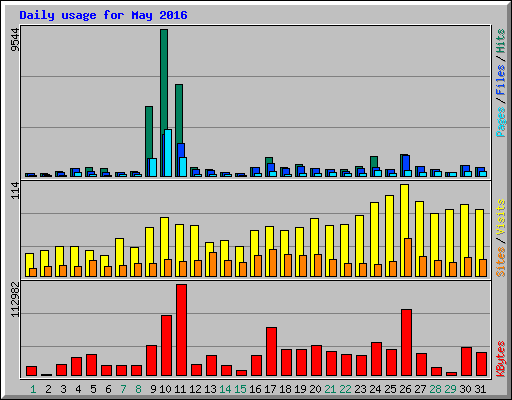 Daily usage for May 2016
9544
Pages / Files / Hits
114
Sites / Visits
112982
KBytes
1 2 3 4 5 6 7 8 9 10 11 12 13 14 15 16 17 18 19 20 21 22 23 24 25 26 27 28 29 30 31